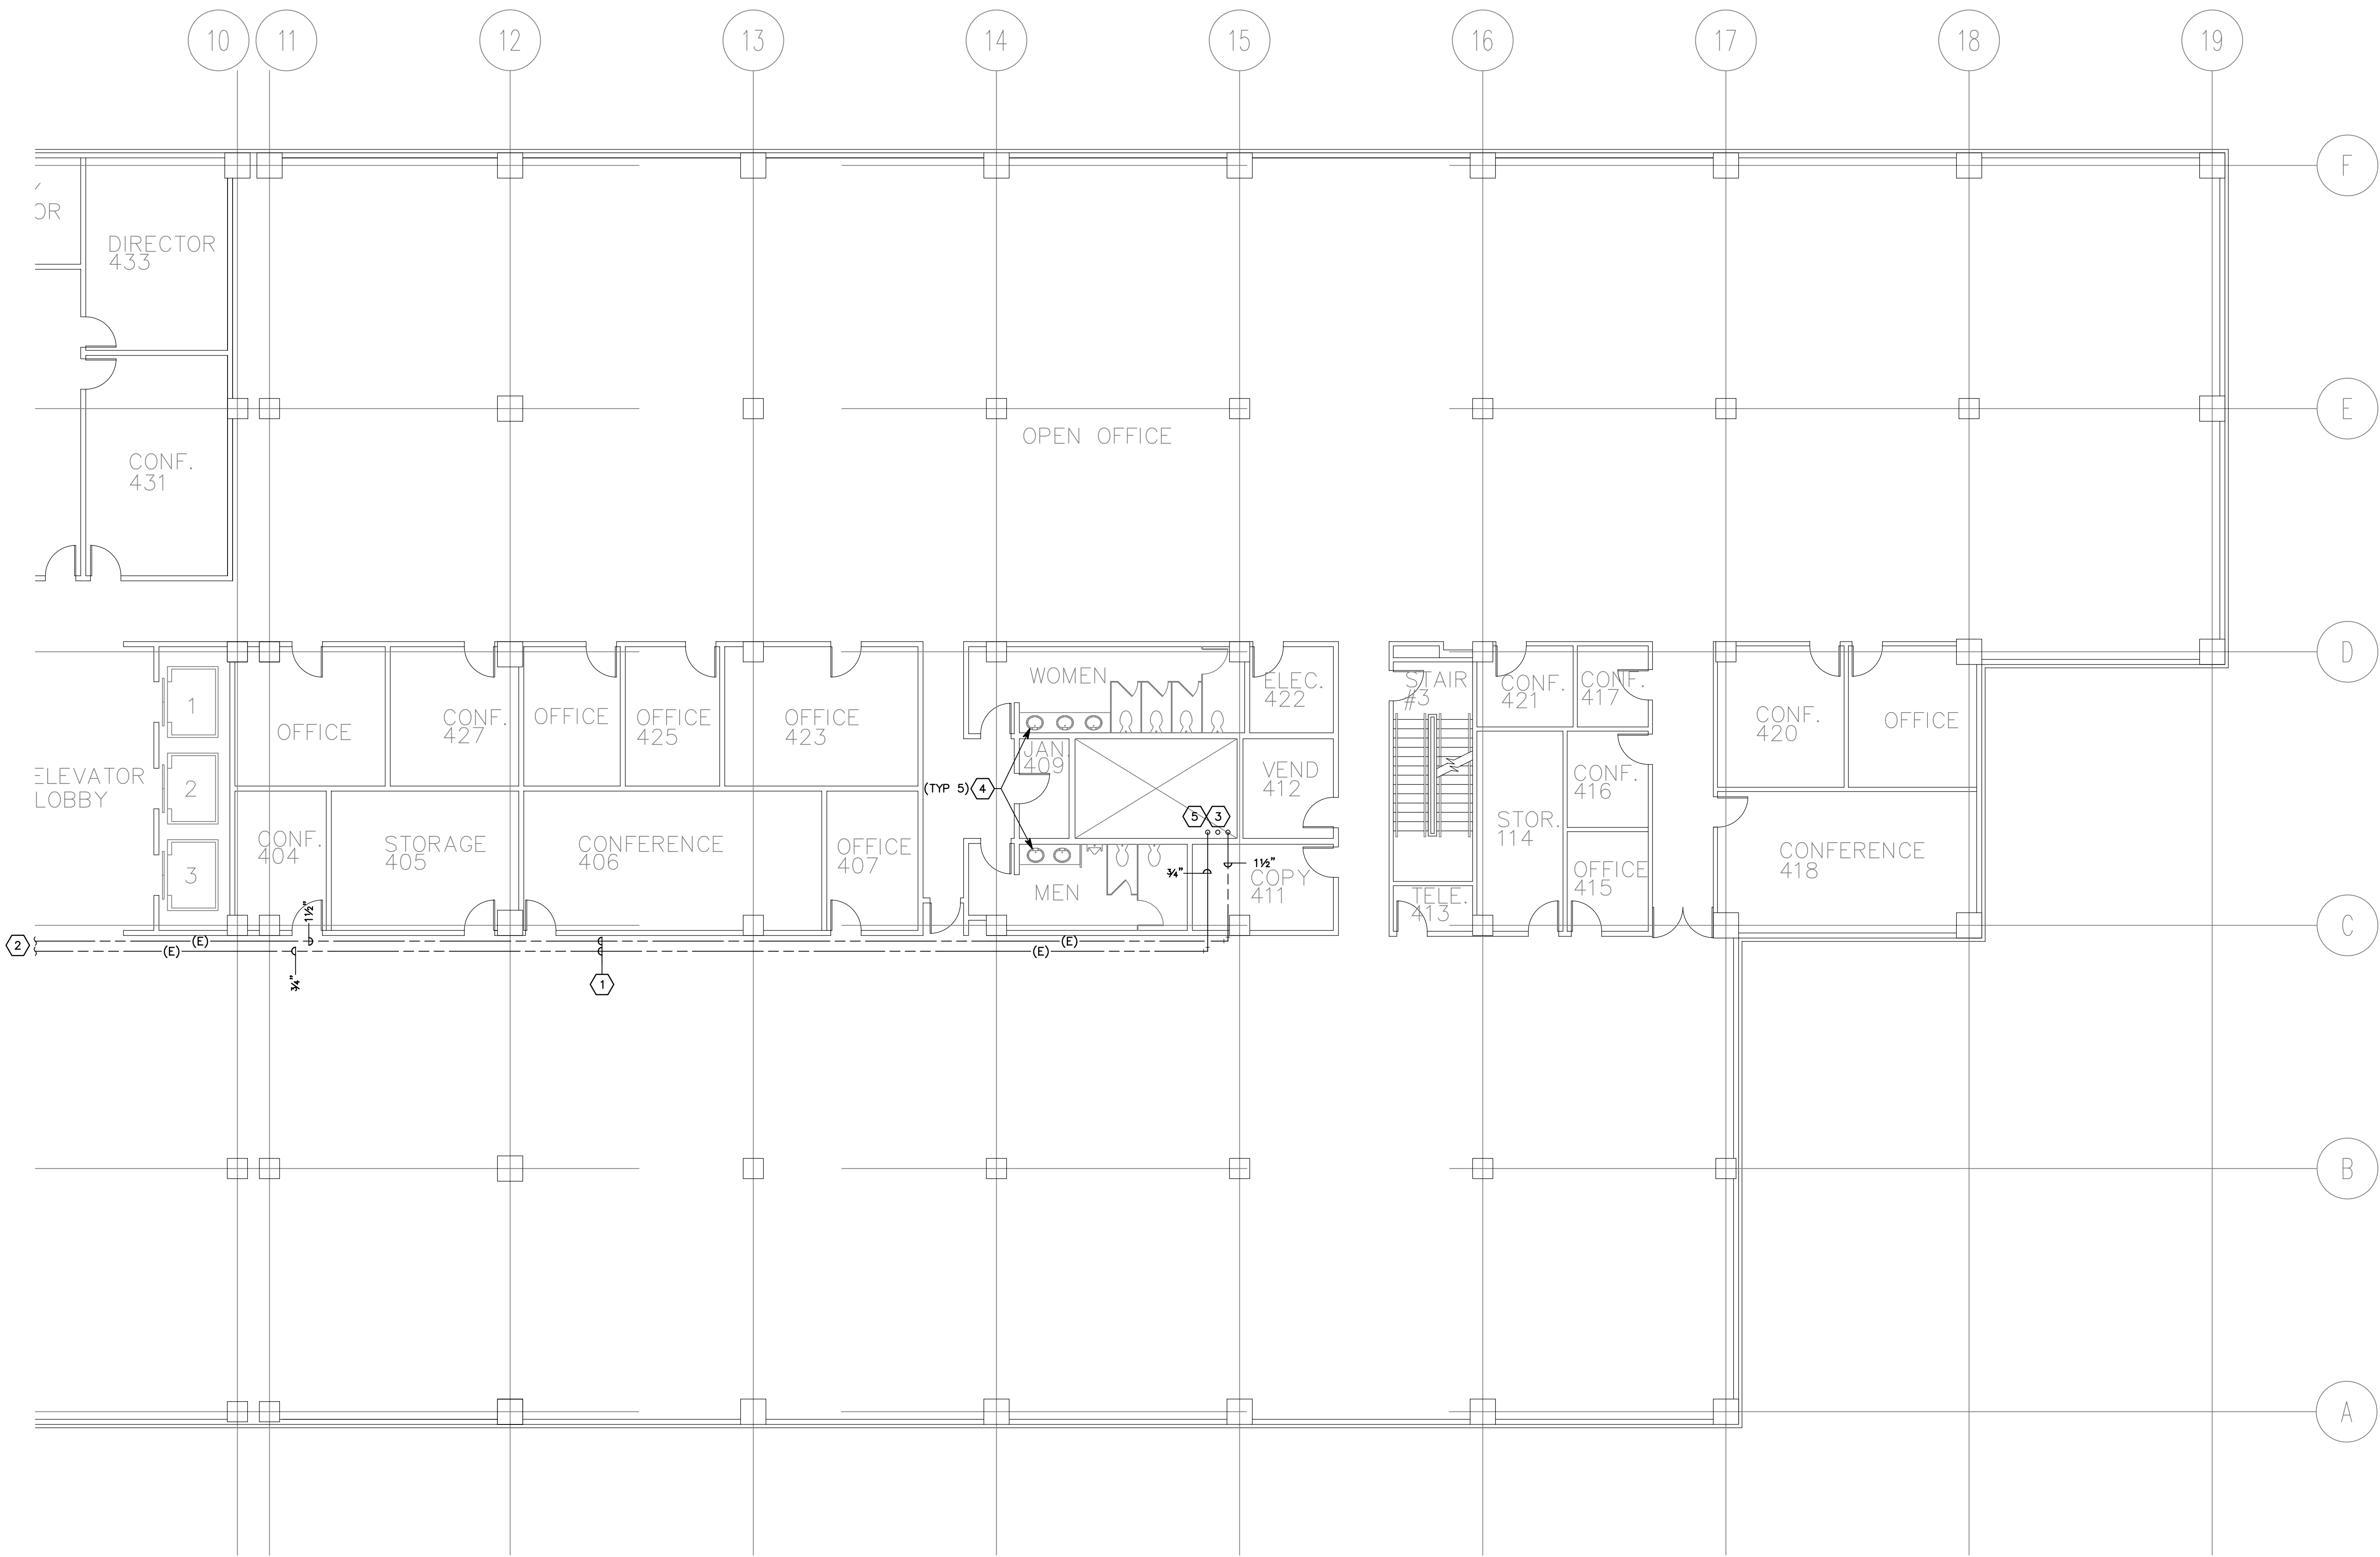 10 11 12 13 14 15 16 17 18 19
F
OR
DIRECTOR
433
E
OPEN OFFICE
CONF.
431
D
WOMEN
ELEC.
422
STAIR
#3
CONF.
421
CONF.
417
1
OFFICE
CONF.
427
OFFICE
OFFICE
425
OFFICE
423
CONF.
420
OFFICE
JAN.
409
ELEVATOR
LOBBY
2
(TYP 5) 4
VEND
412
CONF.
416
5 3
STOR.
114
CONF.
404
STORAGE
405
CONFERENCE
406
OFFICE
407
3
3/4"
1½"
COPY
411
MEN
OFFICE
415
CONFERENCE
418
TELE.
413
1½"
C
2
(E) (E)
(E) (E)
3/4"
1
B
A